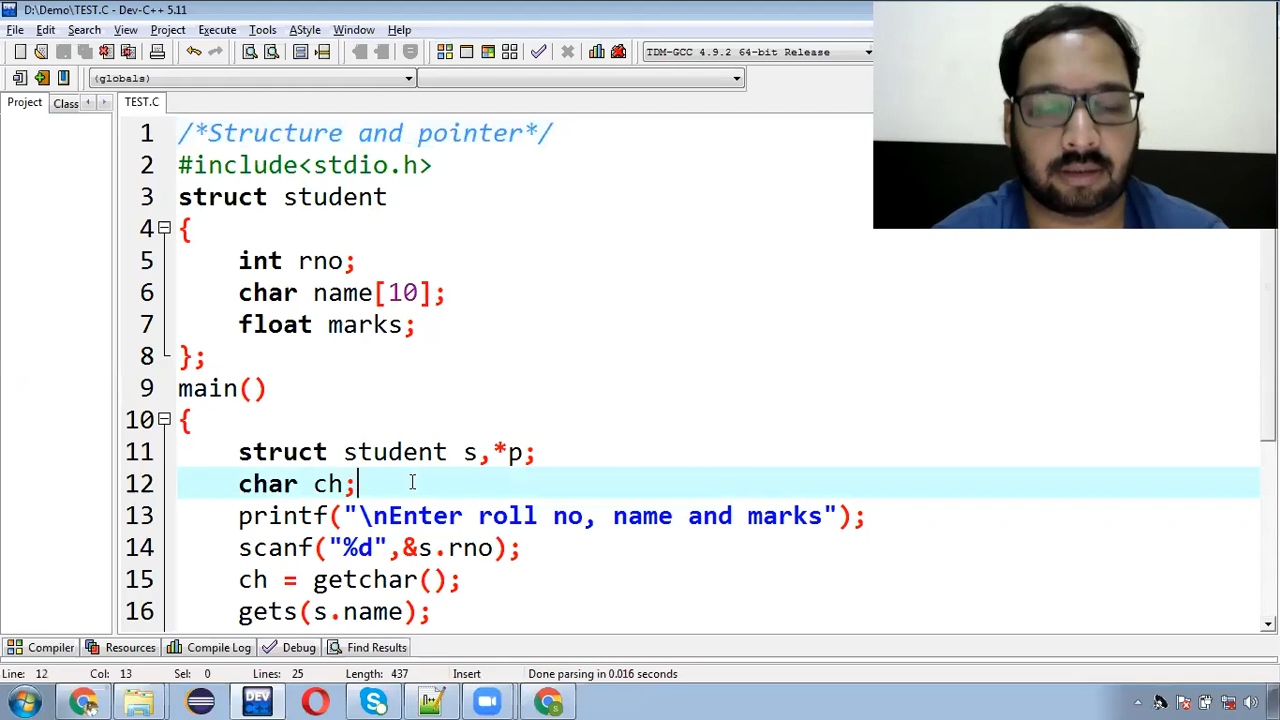 D:\Demo\TEST.C - Dev-C++ 5.11
File Edit Search View Project Execute Tools AStyle Window Help
TDM-GCC 4.9.2 64-bit Release
(globals)
Project Class TEST.C
1 /*Structure and pointer*/
2 #include<stdio.h>
3 struct student
4 {
5 int rno;
6 char name[10];
7 float marks;
8 };
9 main()
10 {
11 struct student s,*p;
12 char ch;
13 printf("\nEnter roll no, name and marks");
14 scanf("%d",&s.rno);
15 ch = getchar();
16 gets(s.name);
Compiler Resources Compile Log Debug Find Results
Line: 12 Col: 13 Sel: 0 Lines: 25 Length: 437 Insert Done parsing in 0.016 seconds
DEV